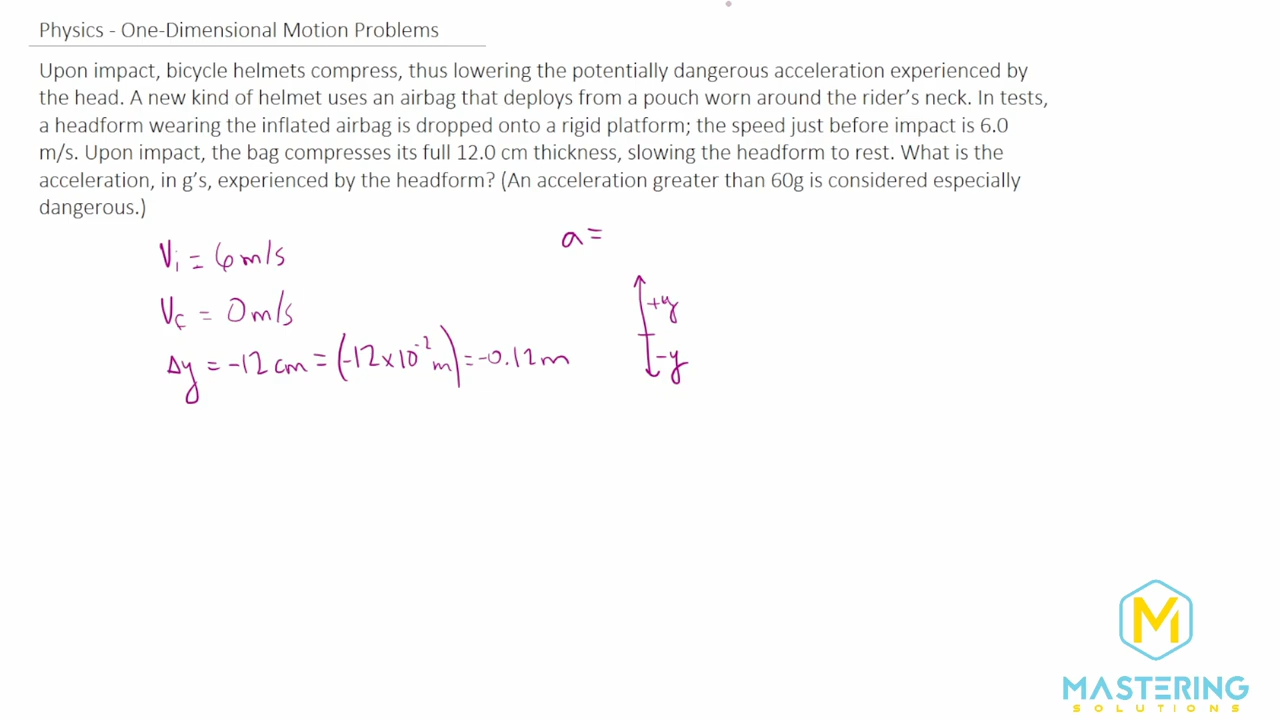 Physics - One-Dimensional Motion Problems
Upon impact, bicycle helmets compress, thus lowering the potentially dangerous acceleration experienced by
the head. A new kind of helmet uses an airbag that deploys from a pouch worn around the rider's neck. In tests,
a headform wearing the inflated airbag is dropped onto a rigid platform; the speed just before impact is 6.0
m/s. Upon impact, the bag compresses its full 12.0 cm thickness, slowing the headform to rest. What is the
acceleration, in g's, experienced by the headform? (An acceleration greater than 60g is considered especially
dangerous.)
Vi = 6 m/s
a =
Vf = 0 m/s
+y
Δy = -12 cm = (-12 x 10^-2 m) = -0.12 m
-y
M
MASTERING
SOLUTIONS